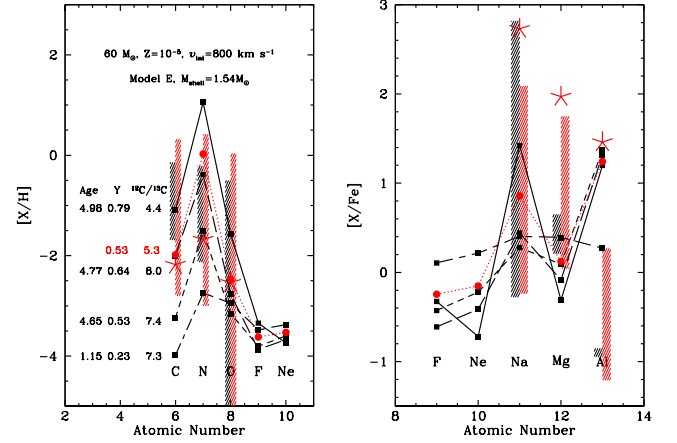 60 M⊙, Z=10⁻⁵, υini=800 km s⁻¹
Model E, Mshell=1.54M⊙
Age Y ¹²C/¹³C
4.98 0.79 4.4
0.53 5.3
4.77 0.64 8.0
4.65 0.53 7.4
1.15 0.23 7.3
C N O F Ne
2
0
−2
−4
[X/H]
2 4 6 8 10
Atomic Number
3
2
1
0
−1
[X/Fe]
F Ne Na Mg Al
8 10 12 14
Atomic Number